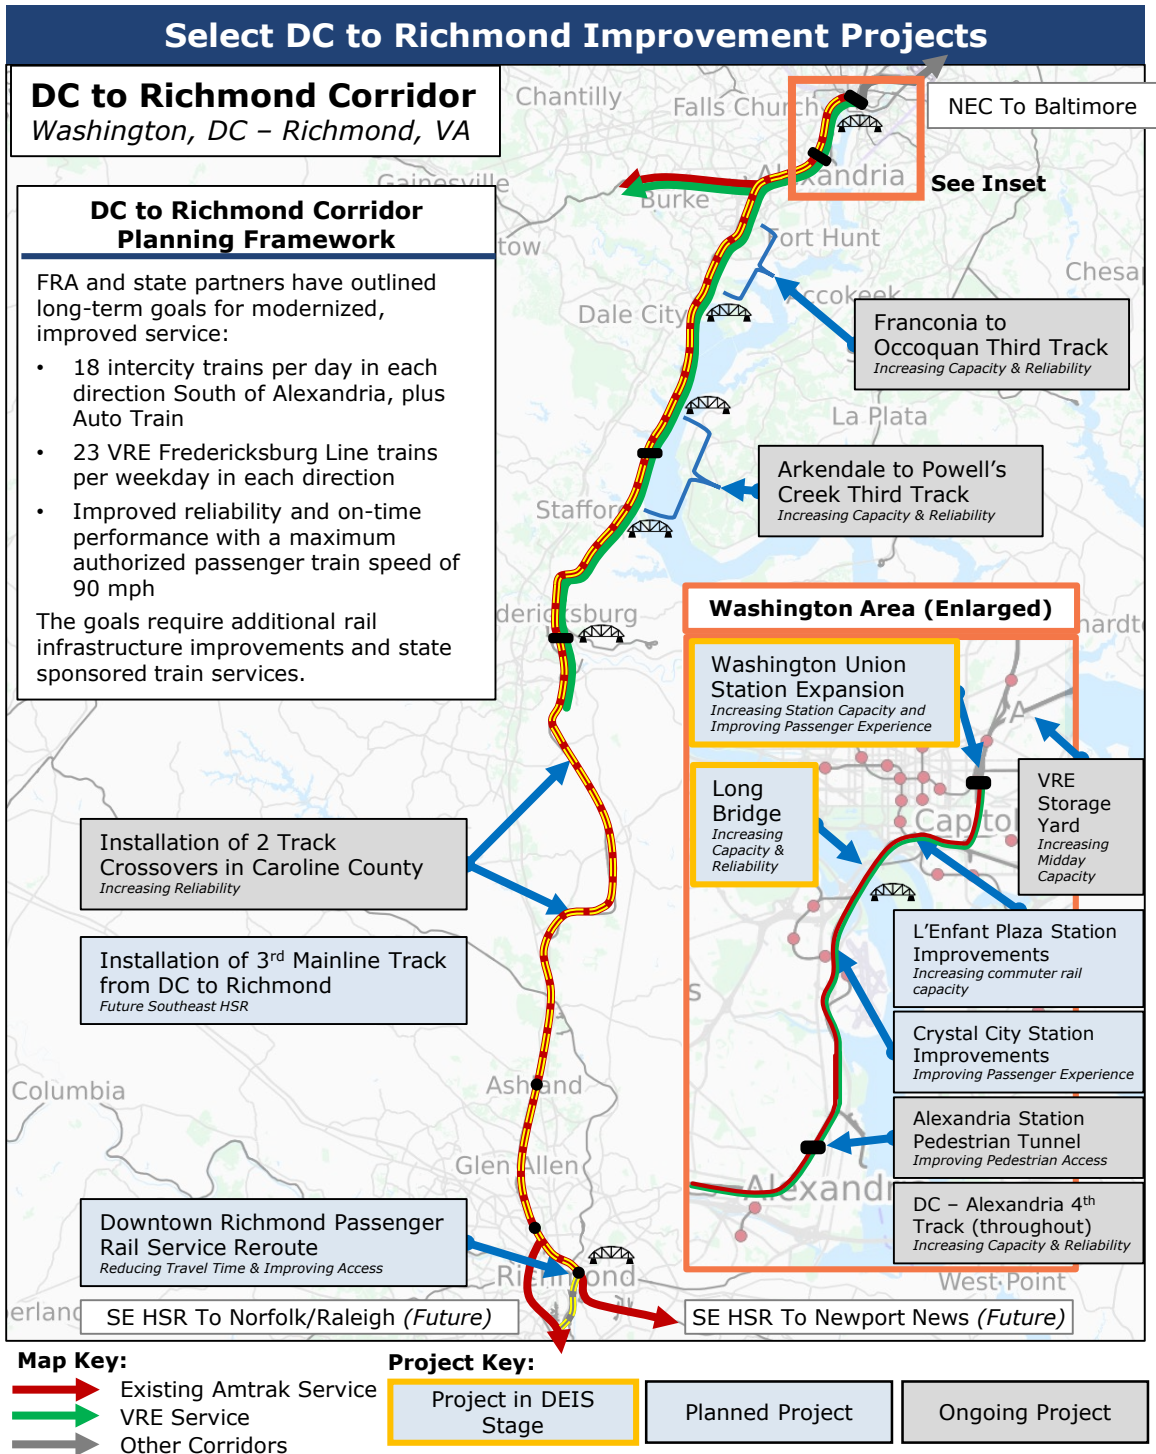 Select DC to Richmond Improvement Projects
DC to Richmond Corridor
Washington, DC – Richmond, VA
Chantilly
Falls Church
NEC To Baltimore
Gainesville
Alexandria
See Inset
Burke
DC to Richmond Corridor
Planning Framework
FRA and state partners have outlined
long-term goals for modernized,
improved service:
• 18 intercity trains per day in each
direction South of Alexandria, plus
Auto Train
• 23 VRE Fredericksburg Line trains
per weekday in each direction
• Improved reliability and on-time
performance with a maximum
authorized passenger train speed of
90 mph
The goals require additional rail
infrastructure improvements and state
sponsored train services.
tow
Fort Hunt
Chesa
Accokeek
Dale City
Franconia to
Occoquan Third Track
Increasing Capacity & Reliability
La Plata
Arkendale to Powell's
Creek Third Track
Increasing Capacity & Reliability
Stafford
dericksburg
hardto
Washington Area (Enlarged)
Washington Union
Station Expansion
Increasing Station Capacity and
Improving Passenger Experience
A
Long
Bridge
Increasing
Capacity &
Reliability
VRE
Storage
Yard
Increasing
Midday
Capacity
Capitol
Installation of 2 Track
Crossovers in Caroline County
Increasing Reliability
L'Enfant Plaza Station
Improvements
Increasing commuter rail
capacity
Installation of 3rd Mainline Track
from DC to Richmond
Future Southeast HSR
s
Crystal City Station
Improvements
Improving Passenger Experience
Columbia
Ashland
Alexandria Station
Pedestrian Tunnel
Improving Pedestrian Access
Glen Allen
Alexandria
DC – Alexandria 4th
Track (throughout)
Increasing Capacity & Reliability
Downtown Richmond Passenger
Rail Service Reroute
Reducing Travel Time & Improving Access
Richmond
West Point
berland
SE HSR To Norfolk/Raleigh (Future)
SE HSR To Newport News (Future)
Map Key:
Existing Amtrak Service
VRE Service
Other Corridors
Project Key:
Project in DEIS
Stage
Planned Project
Ongoing Project